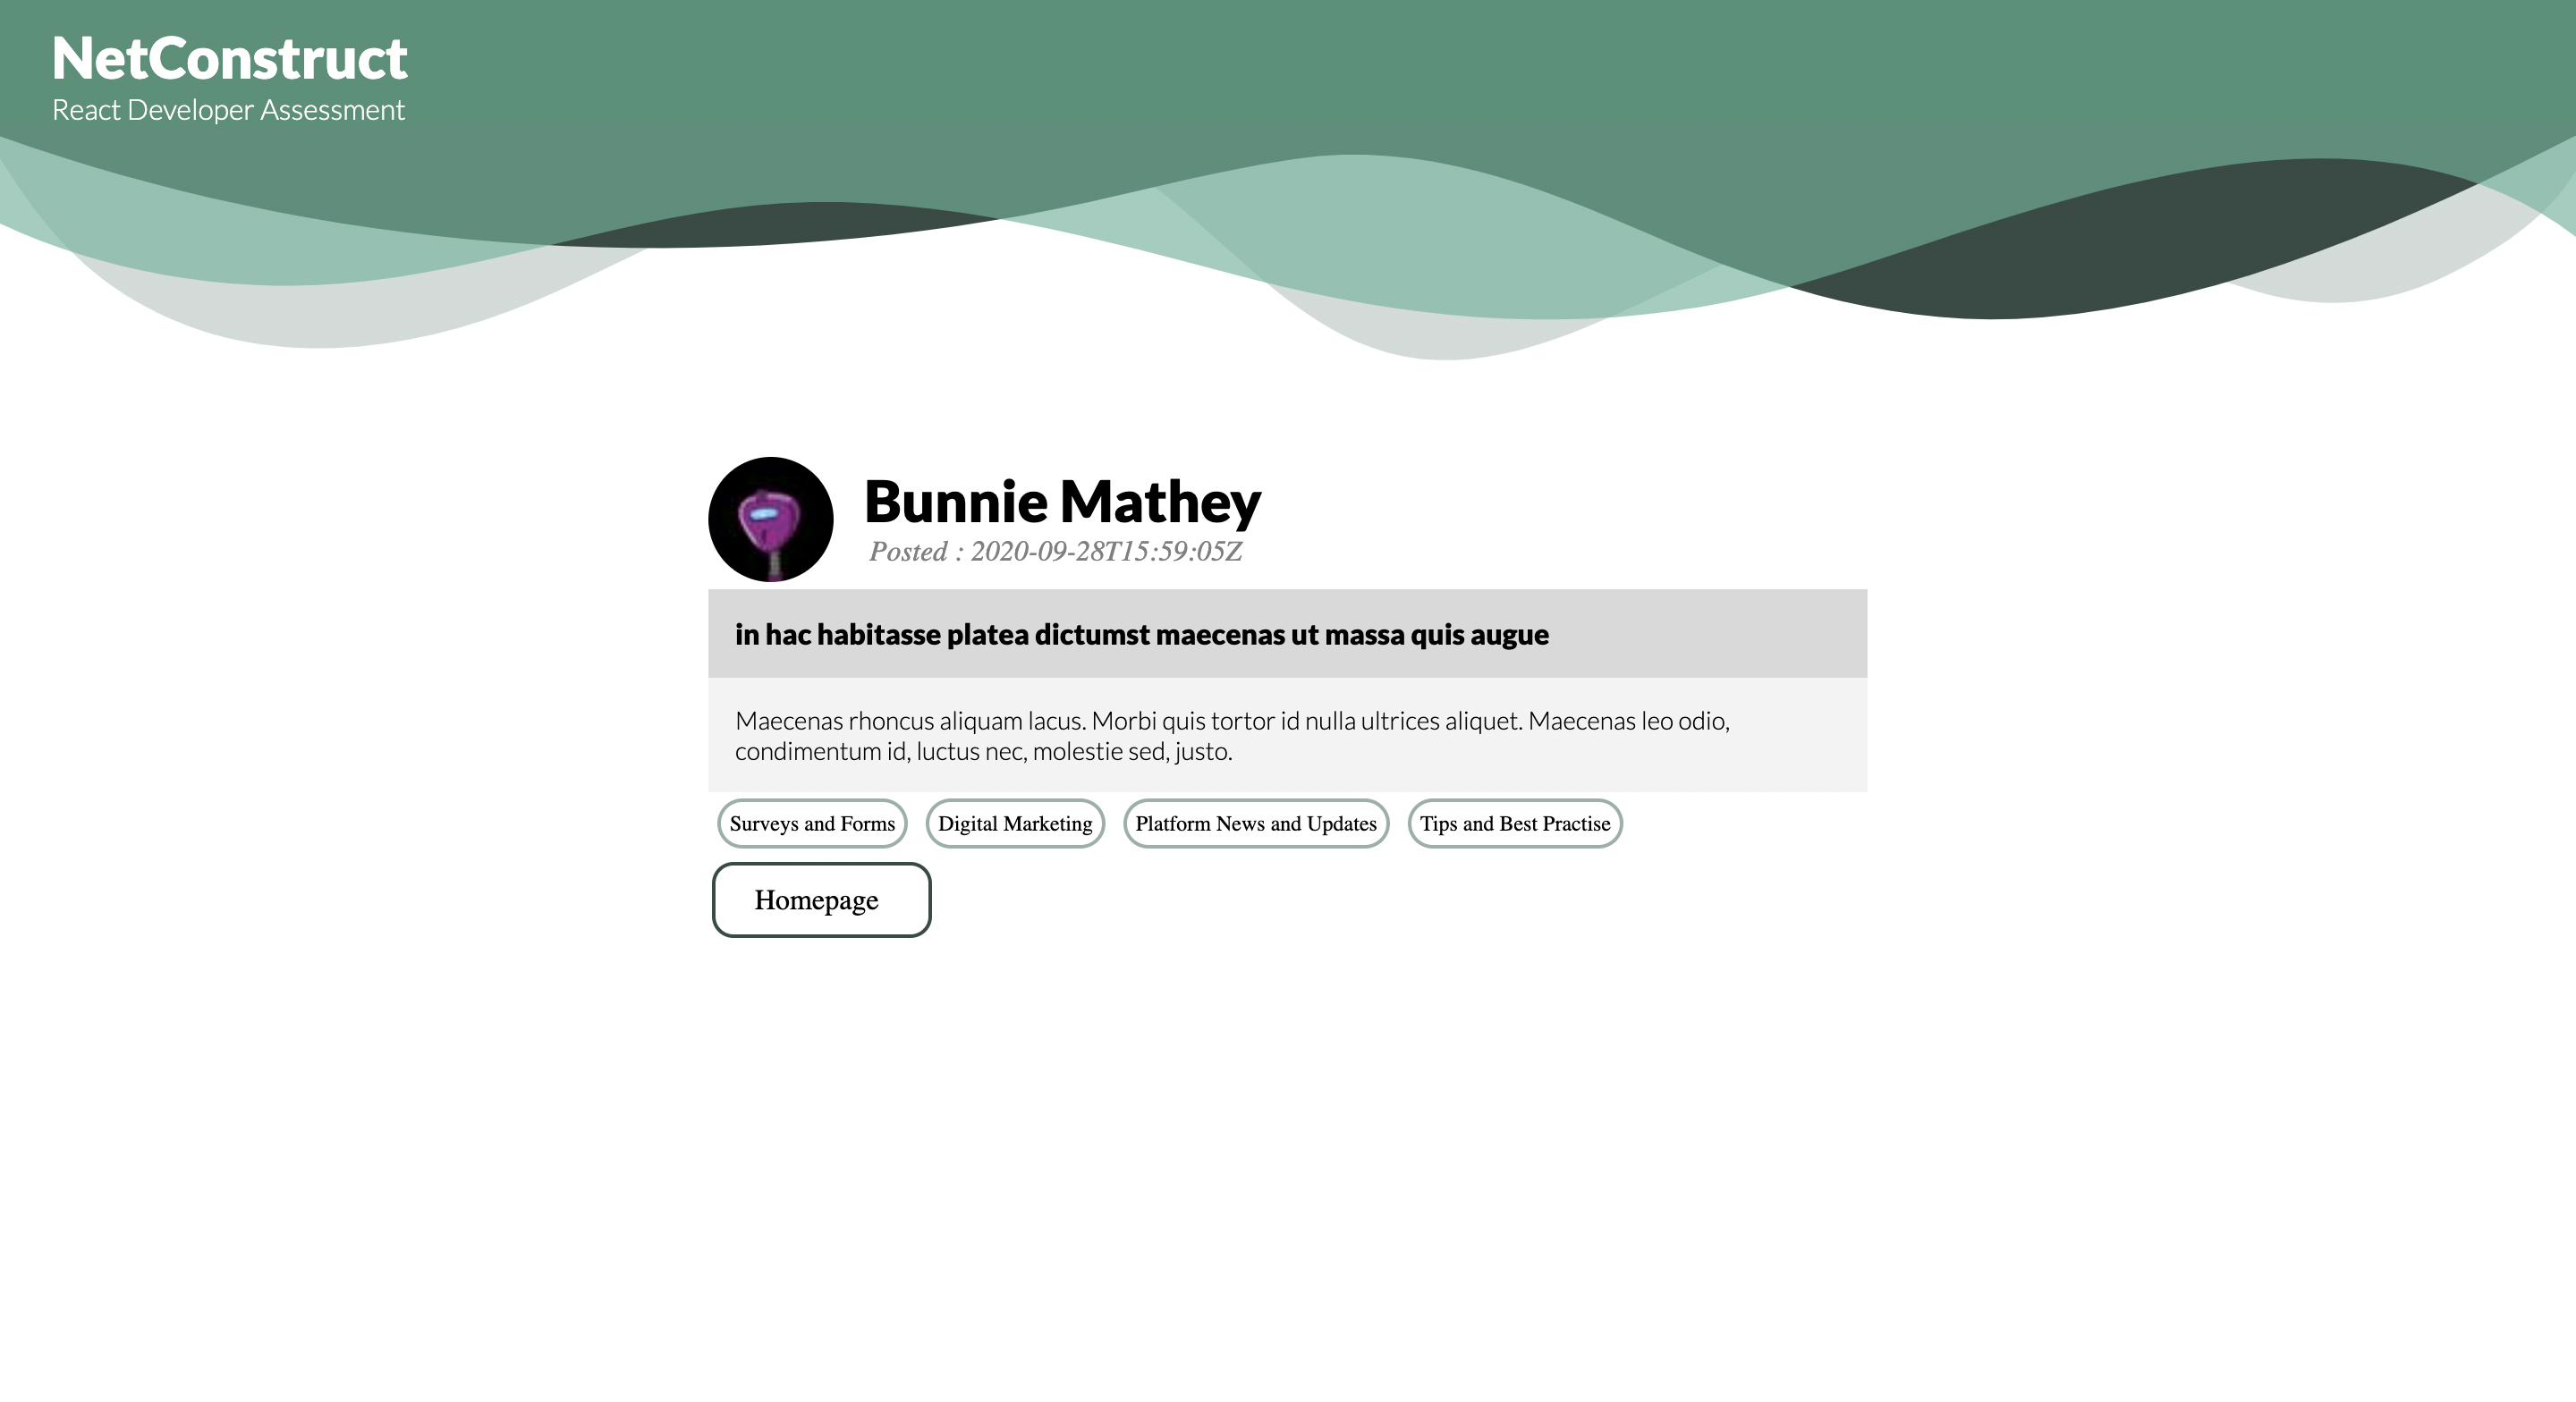 NetConstruct
React Developer Assessment
Bunnie Mathey
Posted : 2020-09-28T15:59:05Z
in hac habitasse platea dictumst maecenas ut massa quis augue
Maecenas rhoncus aliquam lacus. Morbi quis tortor id nulla ultrices aliquet. Maecenas leo odio,
condimentum id, luctus nec, molestie sed, justo.
Surveys and Forms Digital Marketing Platform News and Updates Tips and Best Practise
Homepage